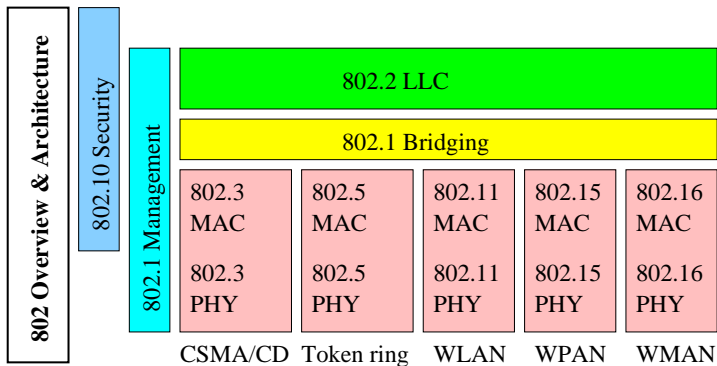 802 Overview & Architecture
802.10 Security
802.1 Management
802.2 LLC
802.1 Bridging
802.3
MAC
802.3
PHY
802.5
MAC
802.5
PHY
802.11
MAC
802.11
PHY
802.15
MAC
802.15
PHY
802.16
MAC
802.16
PHY
CSMA/CD
Token ring
WLAN
WPAN
WMAN